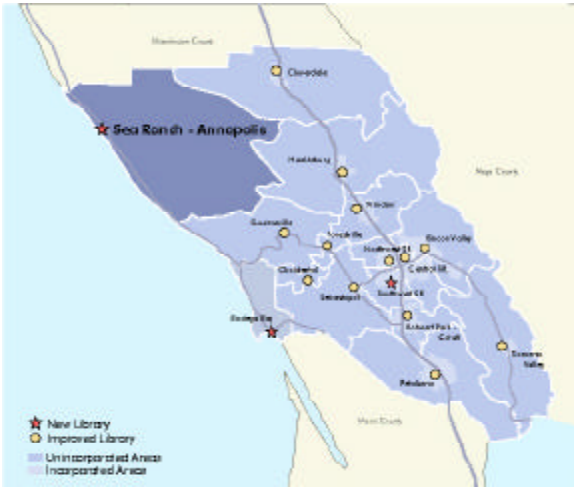 Mendocino County
Cloverdale
Sea Ranch - Annapolis
Healdsburg
Napa County
Windsor
Guerneville
Forestville
Rincon Valley
Northwest SR
Central SR
Occidental
Sebastopol
Southwest SR
Bodega Bay
Rohnert Park -
Cotati
Sonoma
Valley
Petaluma
Marin County
New Library
Improved Library
Unincorporated Areas
Incorporated Areas